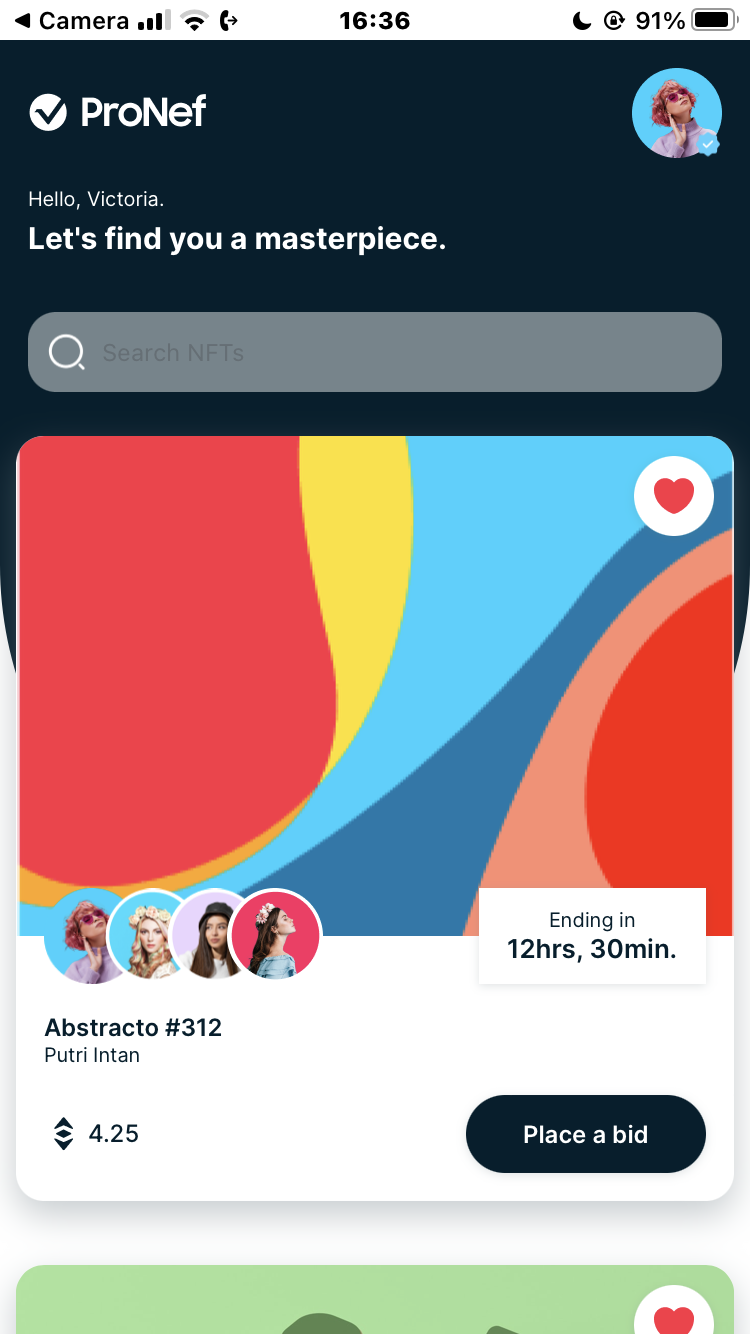 Camera
16:36
91%
ProNef
Hello, Victoria.
Let's find you a masterpiece.
Search NFTs
Ending in
12hrs, 30min.
Abstracto #312
Putri Intan
4.25
Place a bid